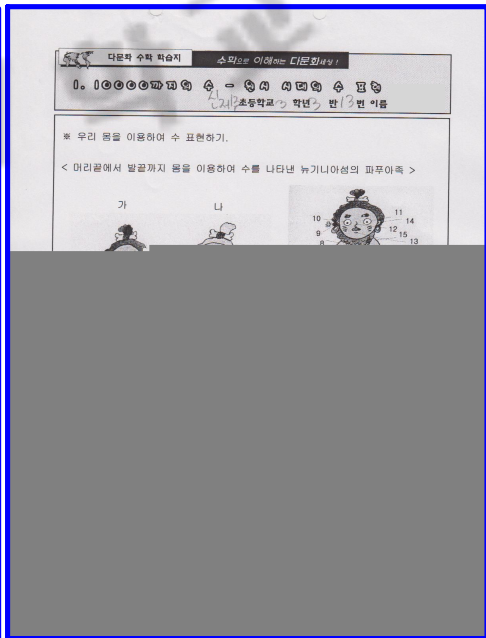 다문화 수학 학습지
수학으로 이해하는 다문화세상!
1. 10000까지의 수 - 역사 시대의 수 표현
초등학교 3 학년 3 반 13 번 이름
※ 우리 몸을 이용하여 수 표현하기.
< 머리끝에서 발끝까지 몸을 이용하여 수를 나타낸 뉴기니아섬의 파푸아족 >
가 나
10 11
9 14
8 12
15
13